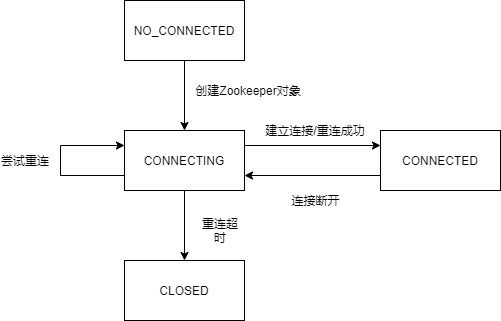 NO_CONNECTED
创建Zookeeper对象
建立连接/重连成功
尝试重连
CONNECTING
CONNECTED
连接断开
重连超
时
CLOSED